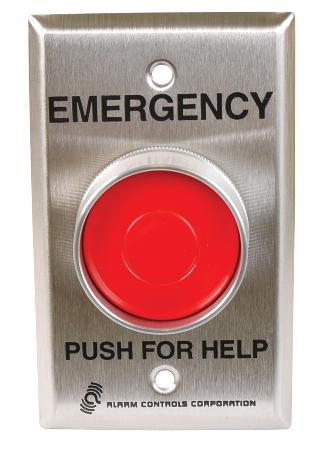 EMERGENCY
PUSH FOR HELP
ALARM CONTROLS CORPORATION